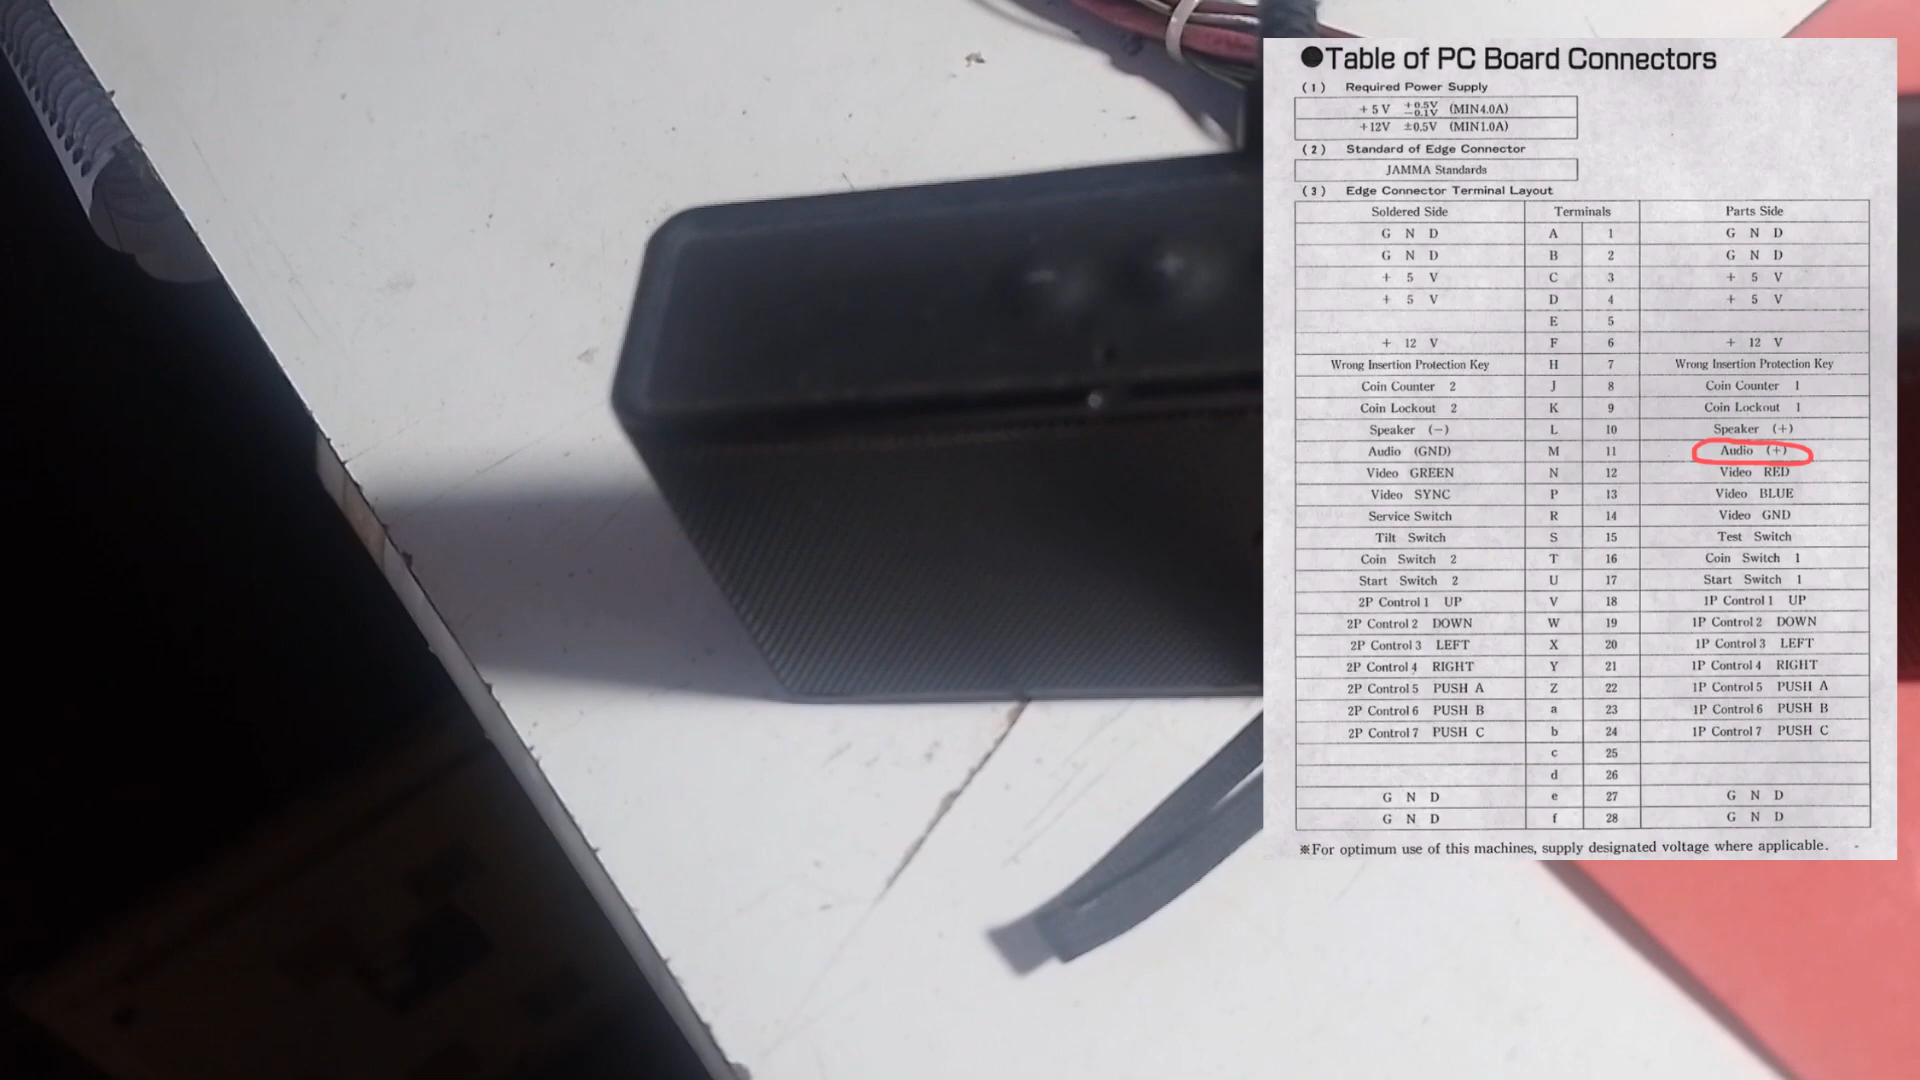 ●Table of PC Board Connectors
(1) Required Power Supply
+5V +0.5V −0.1V (MIN4.0A)
+12V ±0.5V (MIN1.0A)
(2) Standard of Edge Connector
JAMMA Standards
(3) Edge Connector Terminal Layout
Soldered Side Terminals Parts Side
GND A 1 GND
GND B 2 GND
+5V C 3 +5V
+5V D 4 +5V
E 5
+12V F 6 +12V
Wrong Insertion Protection Key H 7 Wrong Insertion Protection Key
Coin Counter 2 J 8 Coin Counter 1
Coin Lockout 2 K 9 Coin Lockout 1
Speaker (−) L 10 Speaker (+)
Audio (GND) M 11 Audio (+)
Video GREEN N 12 Video RED
Video SYNC P 13 Video BLUE
Service Switch R 14 Video GND
Tilt Switch S 15 Test Switch
Coin Switch 2 T 16 Coin Switch 1
Start Switch 2 U 17 Start Switch 1
2P Control 1 UP V 18 1P Control 1 UP
2P Control 2 DOWN W 19 1P Control 2 DOWN
2P Control 3 LEFT X 20 1P Control 3 LEFT
2P Control 4 RIGHT Y 21 1P Control 4 RIGHT
2P Control 5 PUSH A Z 22 1P Control 5 PUSH A
2P Control 6 PUSH B a 23 1P Control 6 PUSH B
2P Control 7 PUSH C b 24 1P Control 7 PUSH C
c 25
d 26
GND e 27 GND
GND f 28 GND
※For optimum use of this machines, supply designated voltage where applicable.